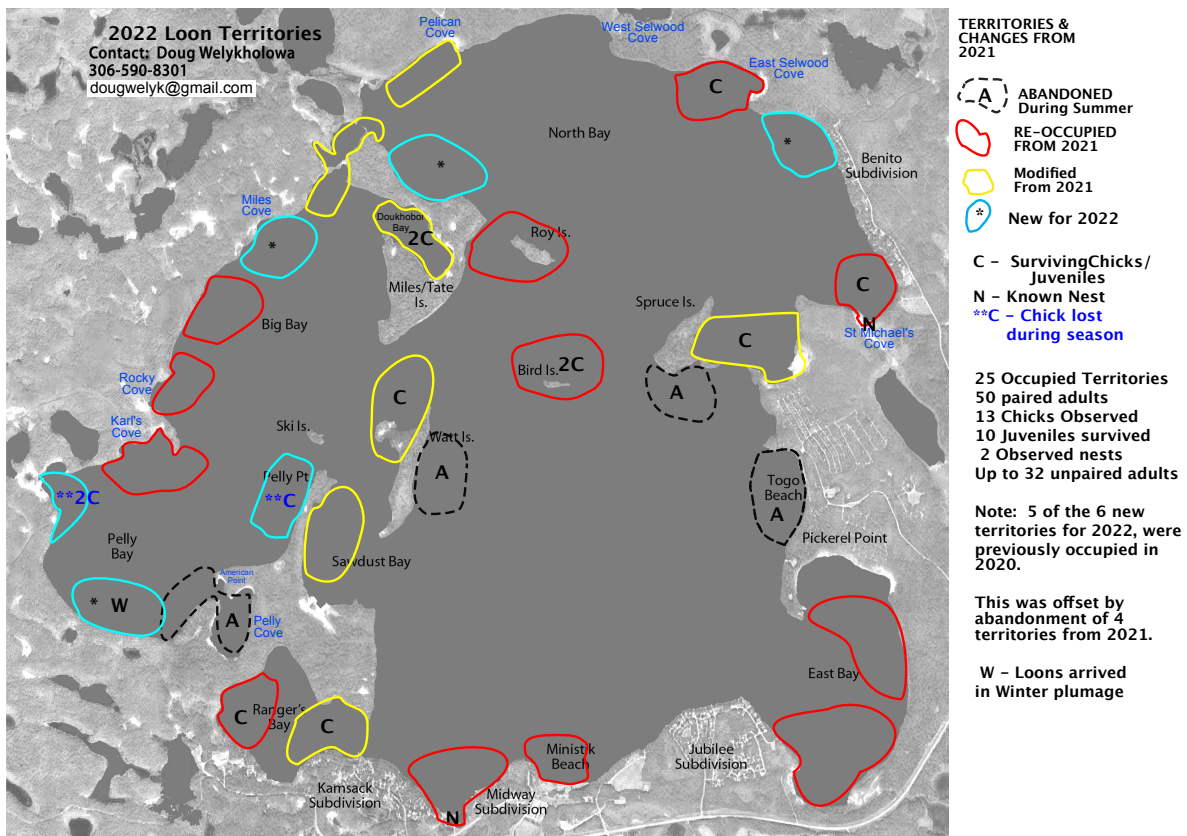 2022 Loon Territories
Contact: Doug Welykholowa
306-590-8301
dougwelyk@gmail.com
Pelican
Cove
West Selwood
Cove
East Selwood
Cove
C
North Bay
*
*
Benito
Subdivision
Miles
Cove
*
Doukhobor
Bay
2C
Roy Is.
Miles/Tate
Is.
C
Spruce Is.
N
St Michael's
Cove
Big Bay
C
Rocky
Cove
Bird Is.
2C
C
A
Karl's
Cove
Ski Is.
Watt Is.
A
Pelly Pt
**C
**2C
Togo
Beach
A
Pelly
Bay
Pickerel Point
Sawdust Bay
American
Point
* W
A
Pelly
Cove
East Bay
C
Ranger's
Bay
C
Ministik
Beach
Jubilee
Subdivision
Kamsack
Subdivision
Midway
Subdivision
N
TERRITORIES &
CHANGES FROM
2021
A
ABANDONED
During Summer
RE-OCCUPIED
FROM 2021
Modified
From 2021
*
New for 2022
C - SurvivingChicks/
Juveniles
N - Known Nest
**C - Chick lost
during season
25 Occupied Territories
50 paired adults
13 Chicks Observed
10 Juveniles survived
2 Observed nests
Up to 32 unpaired adults
Note: 5 of the 6 new
territories for 2022, were
previously occupied in
2020.
This was offset by
abandonment of 4
territories from 2021.
W - Loons arrived
in Winter plumage